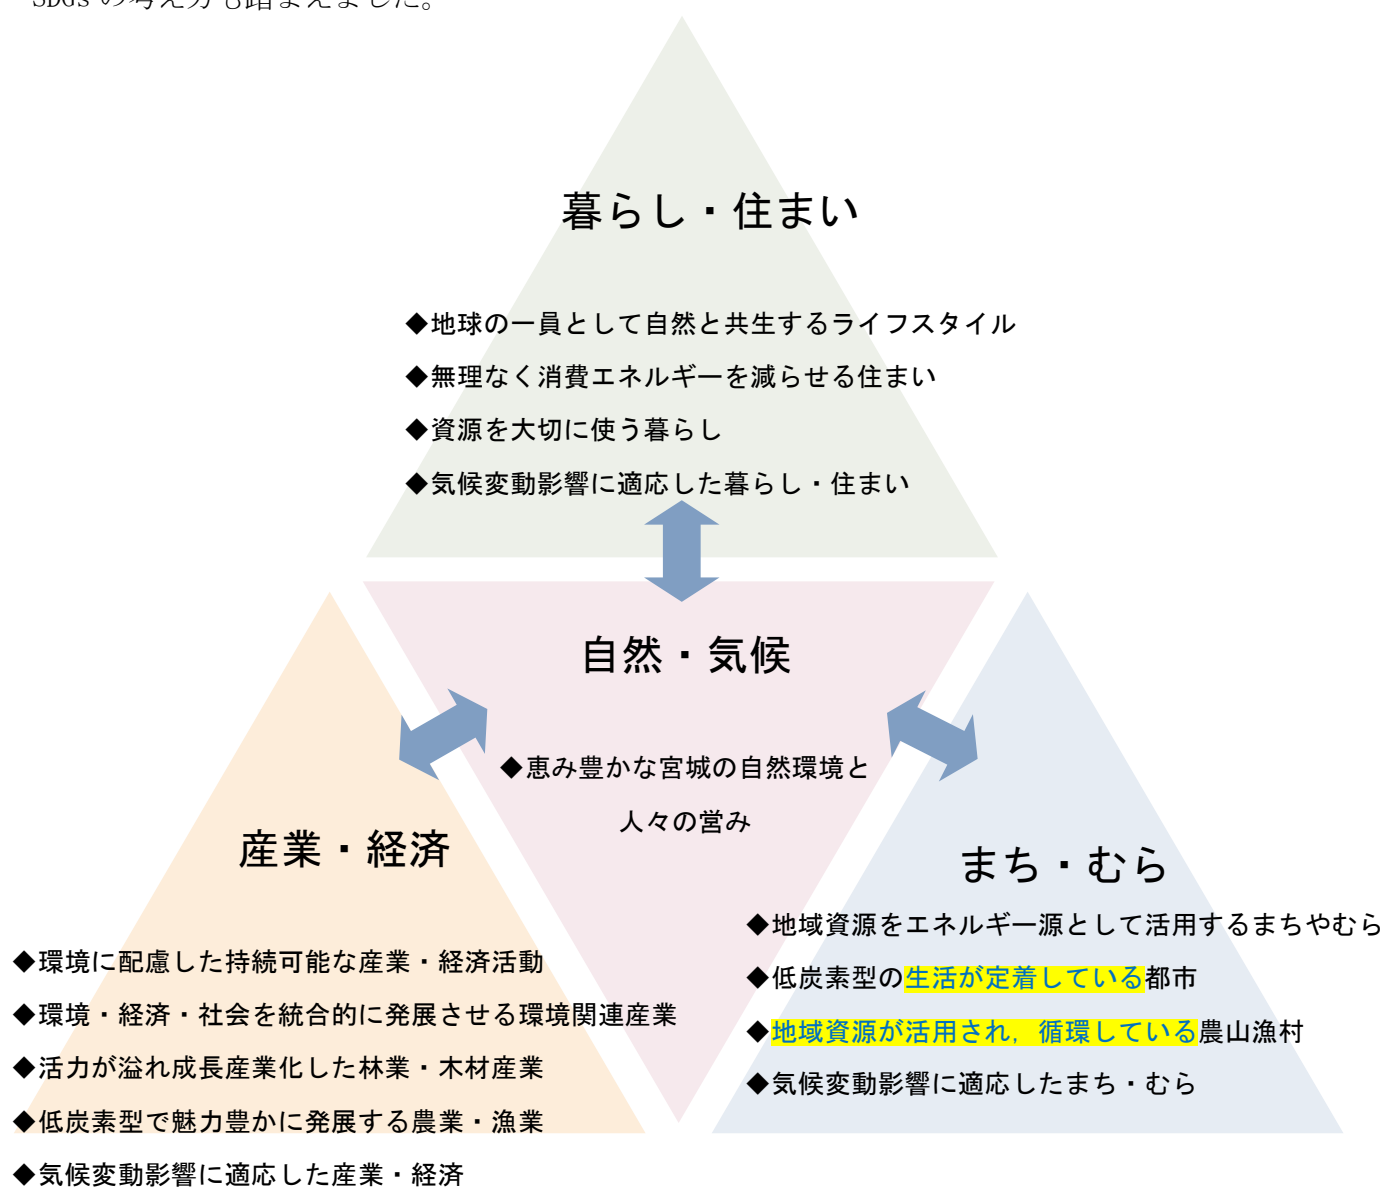 SDGs の考え方も踏まえました。
暮らし・住まい
◆地球の一員として自然と共生するライフスタイル
◆無理なく消費エネルギーを減らせる住まい
◆資源を大切に使う暮らし
◆気候変動影響に適応した暮らし・住まい
自然・気候
◆恵み豊かな宮城の自然環境と
人々の営み
産業・経済
◆環境に配慮した持続可能な産業・経済活動
◆環境・経済・社会を統合的に発展させる環境関連産業
◆活力が溢れ成長産業化した林業・木材産業
◆低炭素型で魅力豊かに発展する農業・漁業
◆気候変動影響に適応した産業・経済
まち・むら
◆地域資源をエネルギー源として活用するまちやむら
◆低炭素型の生活が定着している都市
◆地域資源が活用され，循環している農山漁村
◆気候変動影響に適応したまち・むら